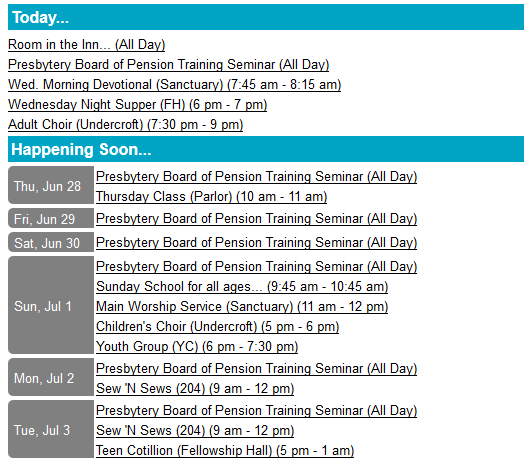 Today...
Room in the Inn... (All Day)
Presbytery Board of Pension Training Seminar (All Day)
Wed. Morning Devotional (Sanctuary) (7:45 am - 8:15 am)
Wednesday Night Supper (FH) (6 pm - 7 pm)
Adult Choir (Undercroft) (7:30 pm - 9 pm)
Happening Soon...
Thu, Jun 28
Presbytery Board of Pension Training Seminar (All Day)
Thursday Class (Parlor) (10 am - 11 am)
Fri, Jun 29
Presbytery Board of Pension Training Seminar (All Day)
Sat, Jun 30
Presbytery Board of Pension Training Seminar (All Day)
Sun, Jul 1
Presbytery Board of Pension Training Seminar (All Day)
Sunday School for all ages... (9:45 am - 10:45 am)
Main Worship Service (Sanctuary) (11 am - 12 pm)
Children's Choir (Undercroft) (5 pm - 6 pm)
Youth Group (YC) (6 pm - 7:30 pm)
Mon, Jul 2
Presbytery Board of Pension Training Seminar (All Day)
Sew 'N Sews (204) (9 am - 12 pm)
Tue, Jul 3
Presbytery Board of Pension Training Seminar (All Day)
Sew 'N Sews (204) (9 am - 12 pm)
Teen Cotillion (Fellowship Hall) (5 pm - 1 am)